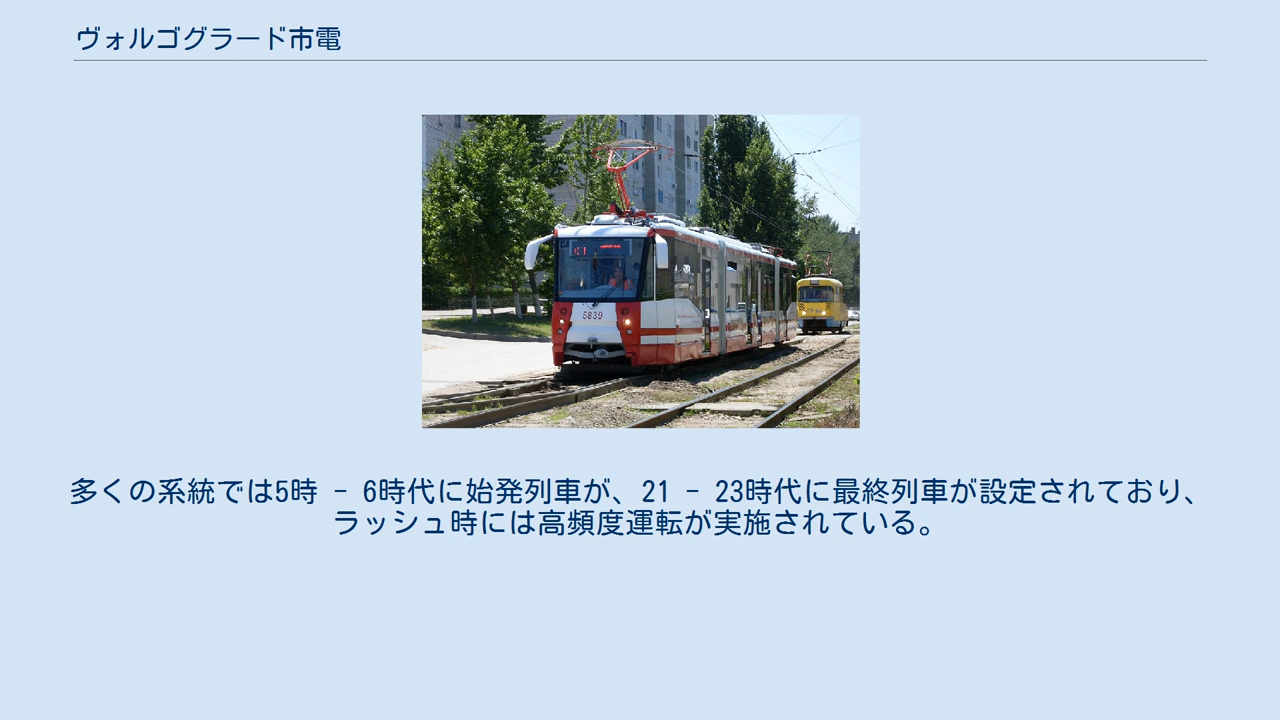 ヴォルゴグラード市電
5839
多くの系統では5時 - 6時代に始発列車が、21 - 23時代に最終列車が設定されており、
ラッシュ時には高頻度運転が実施されている。